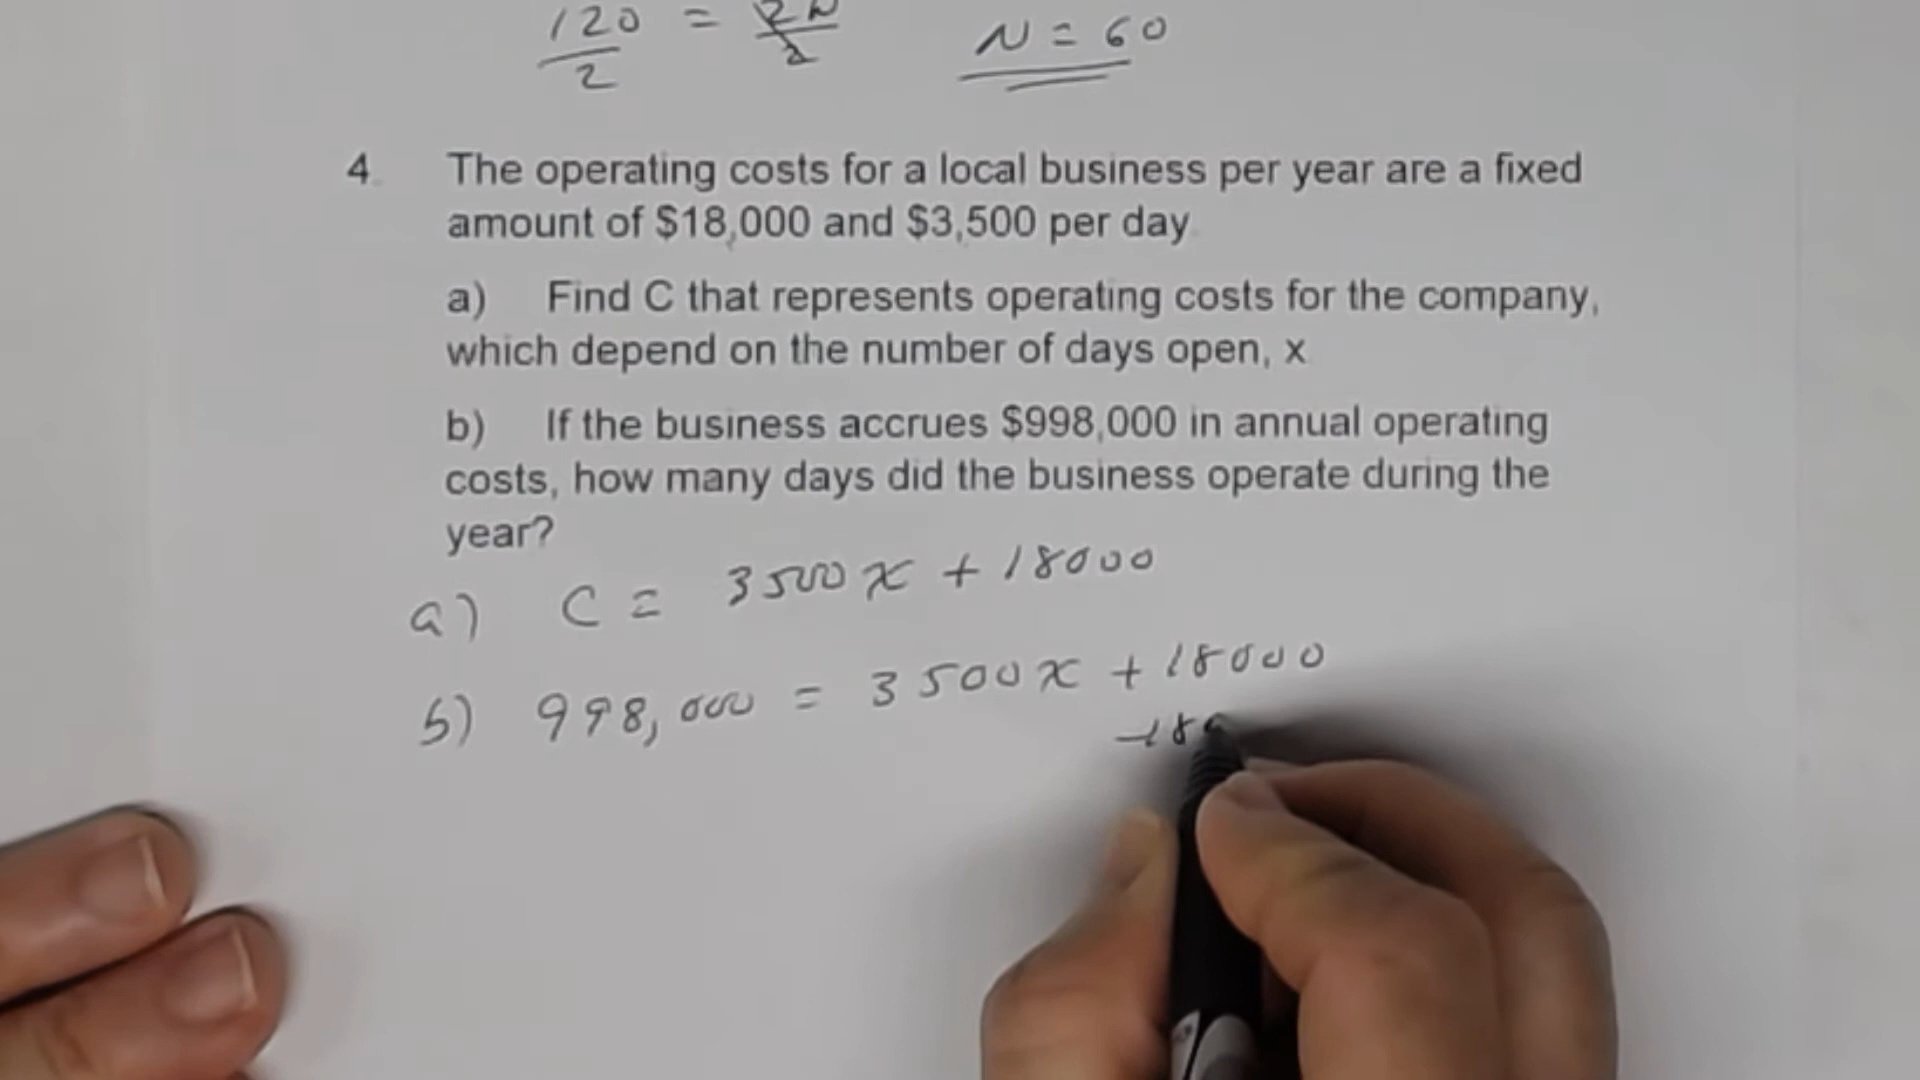 120 = 2N N = 60
2 2
4. The operating costs for a local business per year are a fixed
amount of $18,000 and $3,500 per day.
a) Find C that represents operating costs for the company,
which depend on the number of days open, x
b) If the business accrues $998,000 in annual operating
costs, how many days did the business operate during the
year?
a) C = 3500x + 18000
b) 998,000 = 3500x + 18000
-18